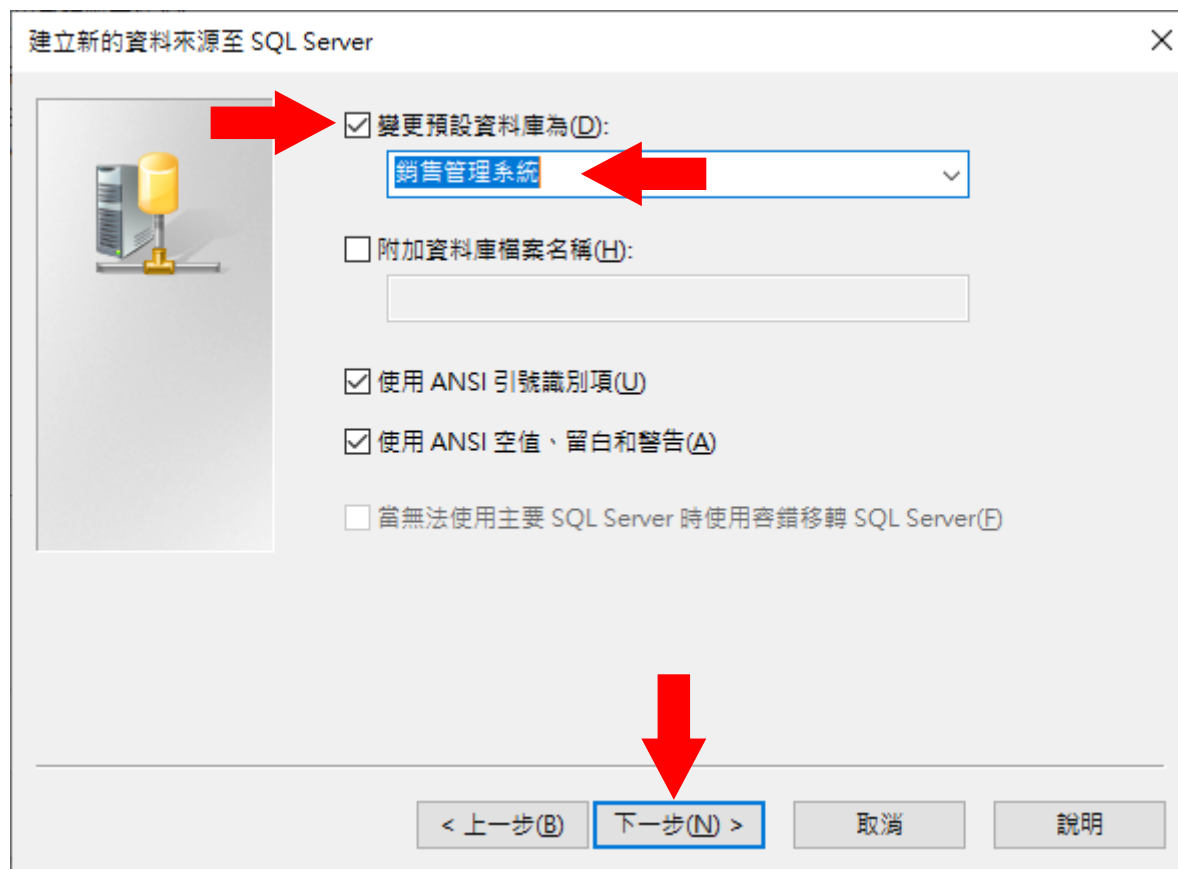 建立新的資料來源至 SQL Server
變更預設資料庫為(D):
銷售管理系統
附加資料庫檔案名稱(H):
使用 ANSI 引號識別項(U)
使用 ANSI 空值、留白和警告(A)
當無法使用主要 SQL Server 時使用容錯移轉 SQL Server(F)
< 上一步(B) 下一步(N) > 取消 說明